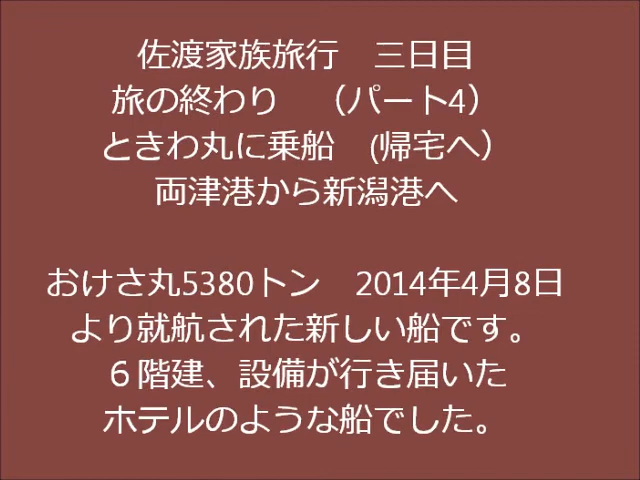 佐渡家族旅行　三日目
旅の終わり　（パート4）
ときわ丸に乗船　(帰宅へ）
両津港から新潟港へ
おけさ丸5380トン　2014年4月8日
より就航された新しい船です。
６階建、設備が行き届いた
ホテルのような船でした。